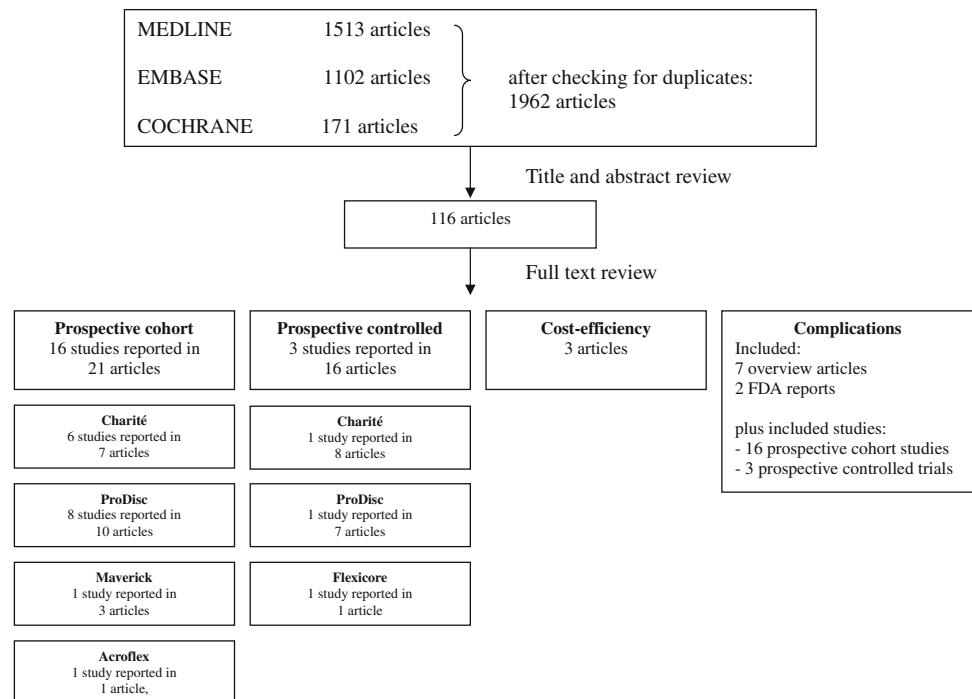 MEDLINE 1513 articles
EMBASE 1102 articles
COCHRANE 171 articles
after checking for duplicates:
1962 articles
Title and abstract review
116 articles
Full text review
Prospective cohort
16 studies reported in
21 articles
Charité
6 studies reported in
7 articles
ProDisc
8 studies reported in
10 articles
Maverick
1 study reported in
3 articles
Acroflex
1 study reported in
1 article,
Prospective controlled
3 studies reported in
16 articles
Charité
1 study reported in
8 articles
ProDisc
1 study reported in
7 articles
Flexicore
1 study reported in
1 article
Cost-efficiency
3 articles
Complications
Included:
7 overview articles
2 FDA reports
plus included studies:
- 16 prospective cohort studies
- 3 prospective controlled trials